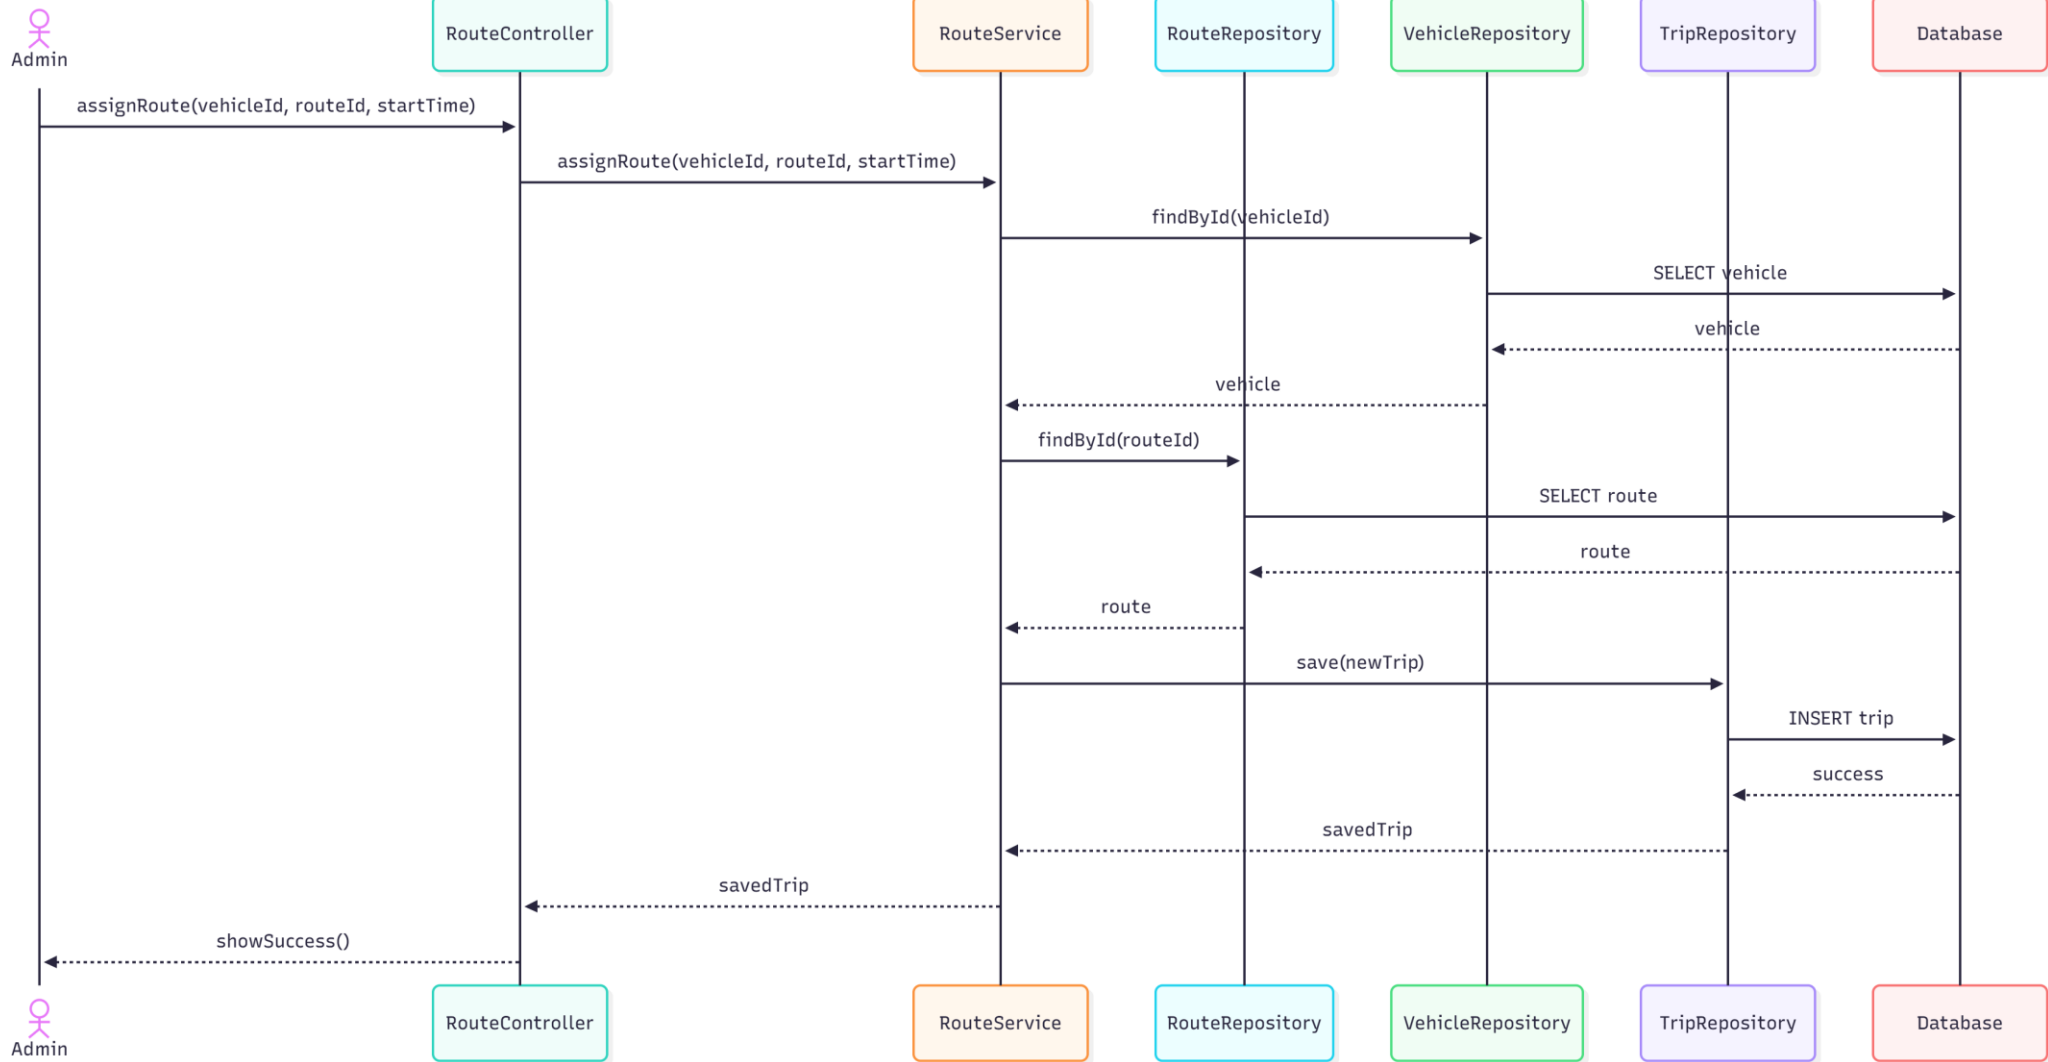 Admin
RouteController
RouteService
RouteRepository
VehicleRepository
TripRepository
Database
assignRoute(vehicleId, routeId, startTime)
assignRoute(vehicleId, routeId, startTime)
findById(vehicleId)
SELECT vehicle
vehicle
vehicle
findById(routeId)
SELECT route
route
route
save(newTrip)
INSERT trip
success
savedTrip
savedTrip
showSuccess()
Admin
RouteController
RouteService
RouteRepository
VehicleRepository
TripRepository
Database